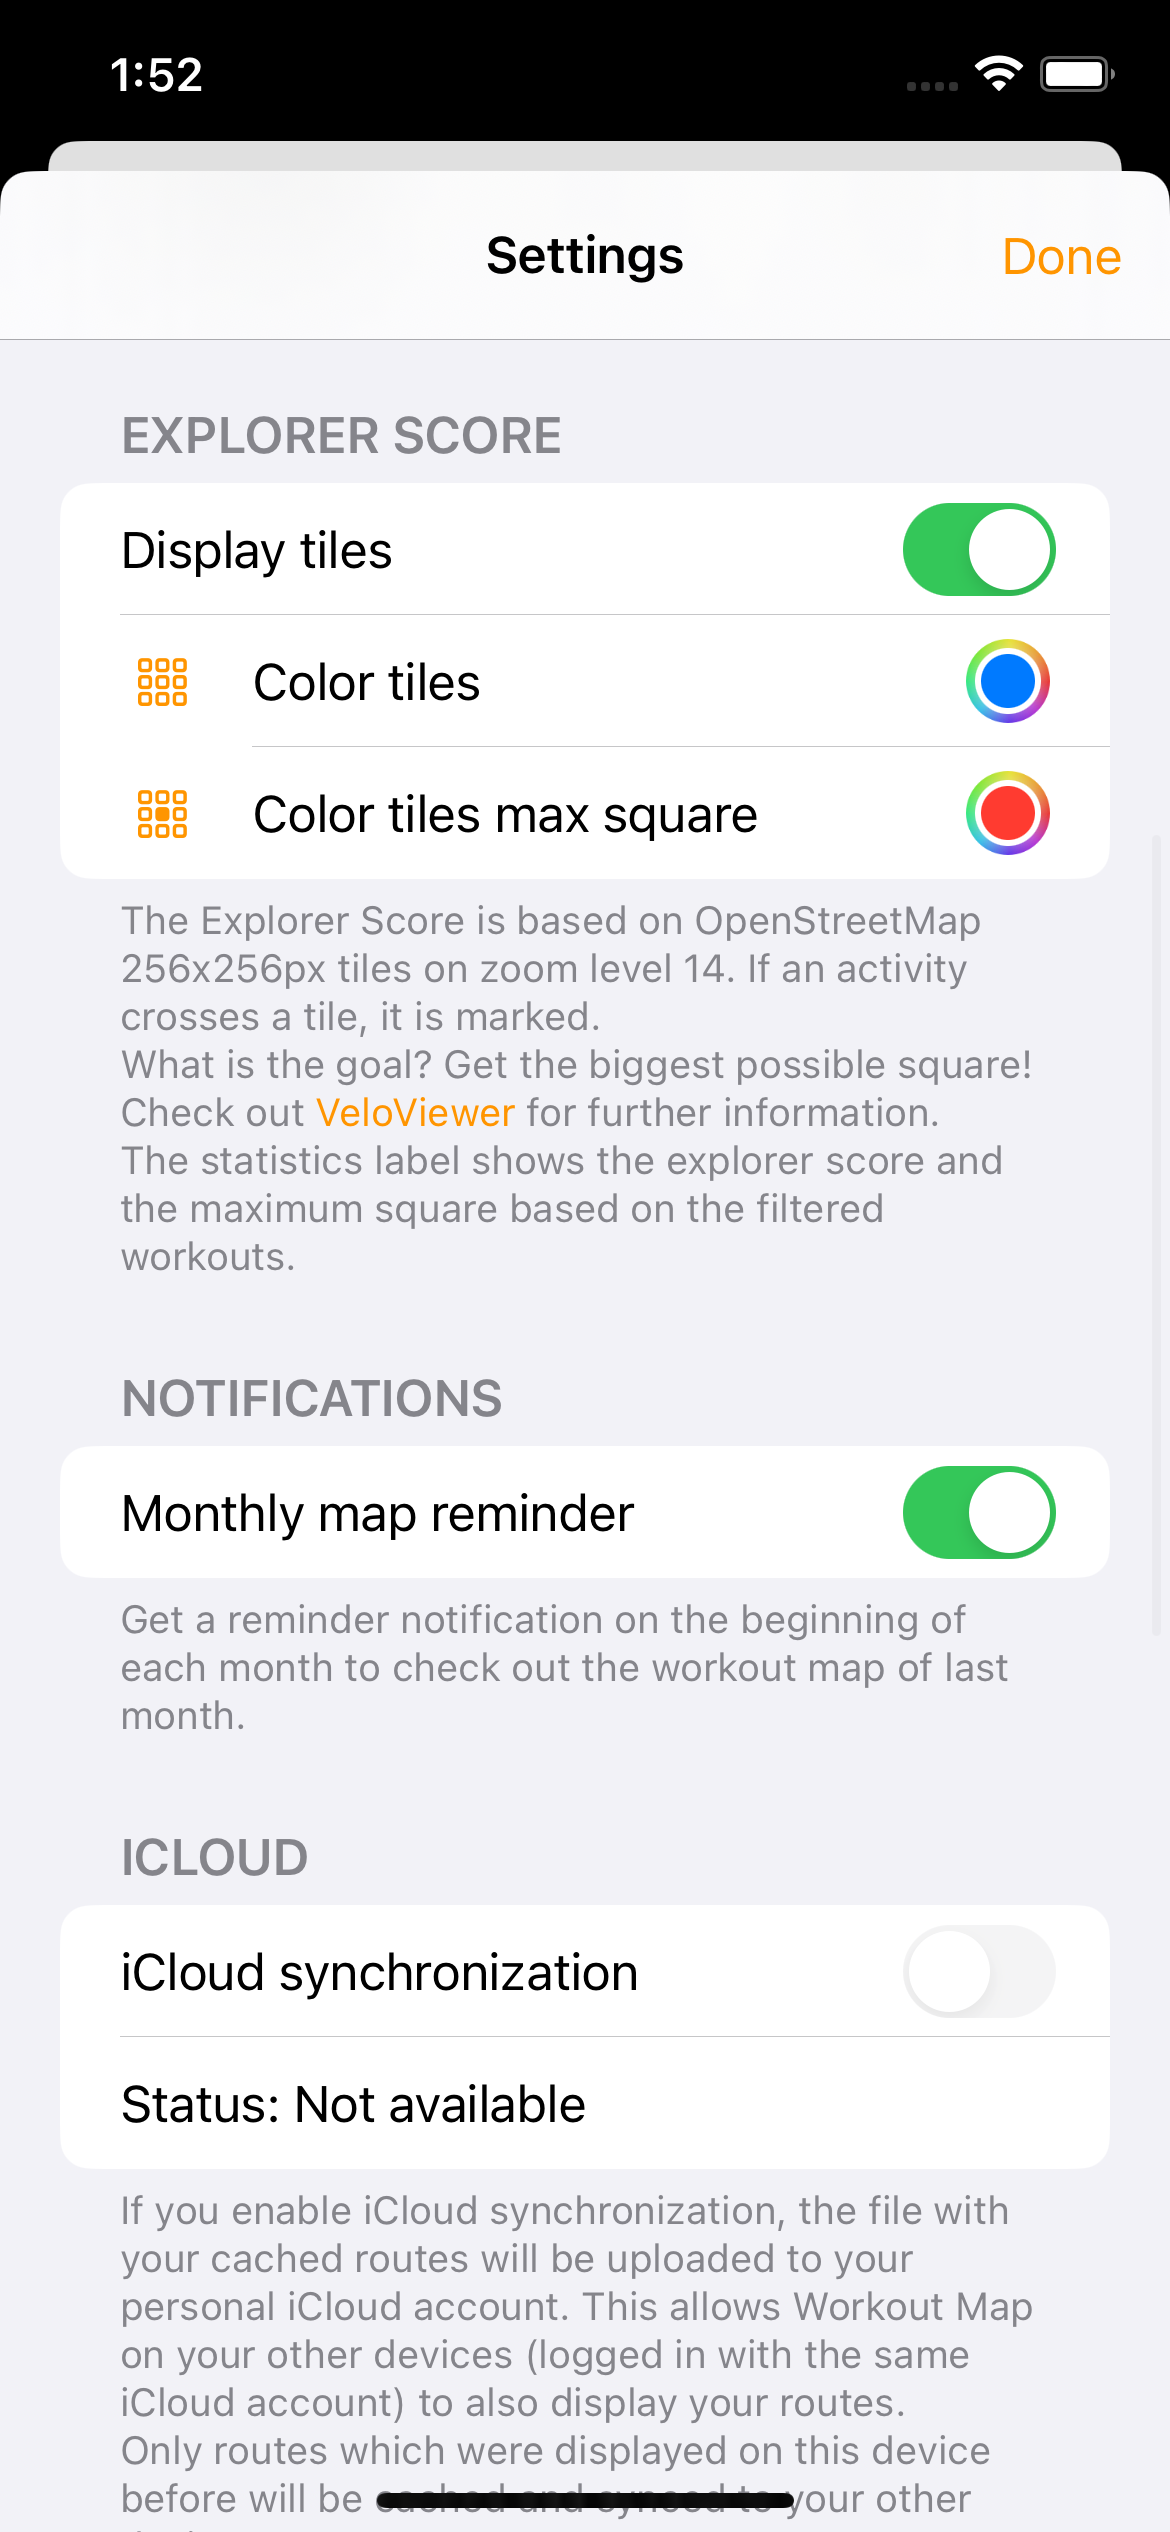 1:52
Settings
Done
EXPLORER SCORE
Display tiles
Color tiles
Color tiles max square
The Explorer Score is based on OpenStreetMap
256x256px tiles on zoom level 14. If an activity
crosses a tile, it is marked.
What is the goal? Get the biggest possible square!
Check out VeloViewer for further information.
The statistics label shows the explorer score and
the maximum square based on the filtered
workouts.
NOTIFICATIONS
Monthly map reminder
Get a reminder notification on the beginning of
each month to check out the workout map of last
month.
ICLOUD
iCloud synchronization
Status: Not available
If you enable iCloud synchronization, the file with
your cached routes will be uploaded to your
personal iCloud account. This allows Workout Map
on your other devices (logged in with the same
iCloud account) to also display your routes.
Only routes which were displayed on this device
before will be cached and synced to your other